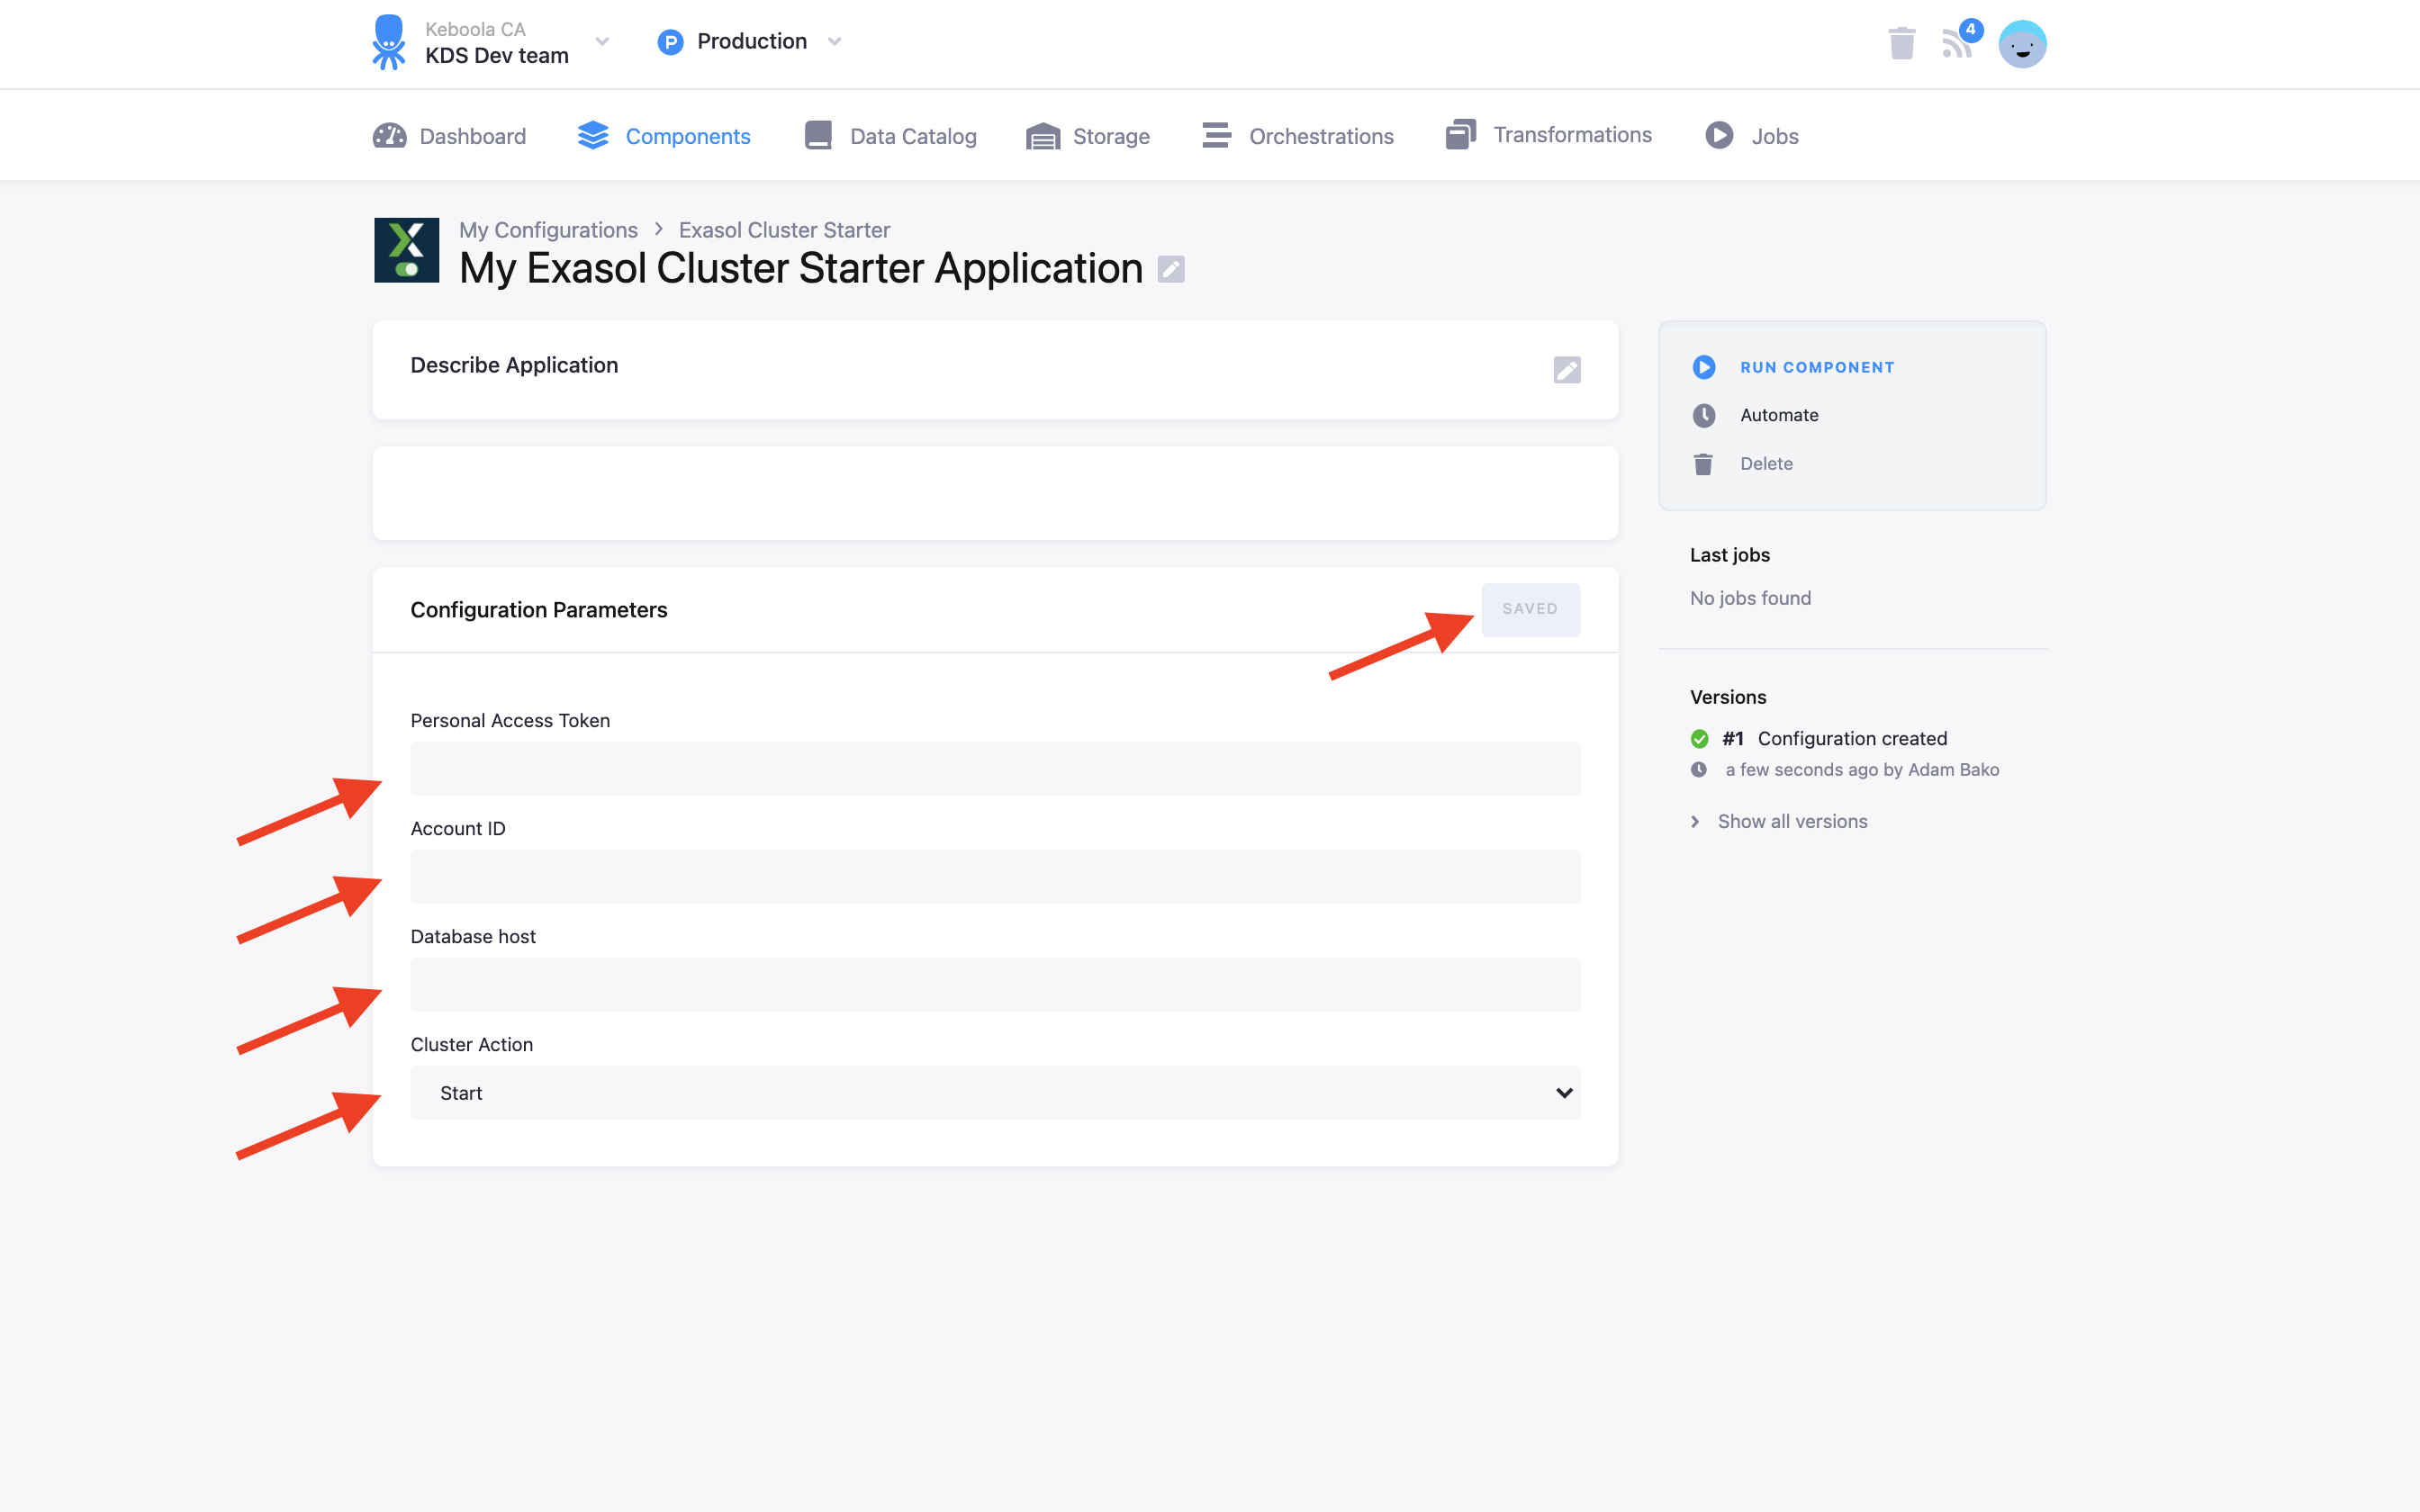 Keboola CA
KDS Dev team
P Production
4
Dashboard Components Data Catalog Storage Orchestrations Transformations Jobs
My Configurations > Exasol Cluster Starter
My Exasol Cluster Starter Application
Describe Application
RUN COMPONENT
Automate
Delete
Last jobs
No jobs found
Configuration Parameters
SAVED
Versions
#1 Configuration created
a few seconds ago by Adam Bako
Show all versions
Personal Access Token
Account ID
Database host
Cluster Action
Start